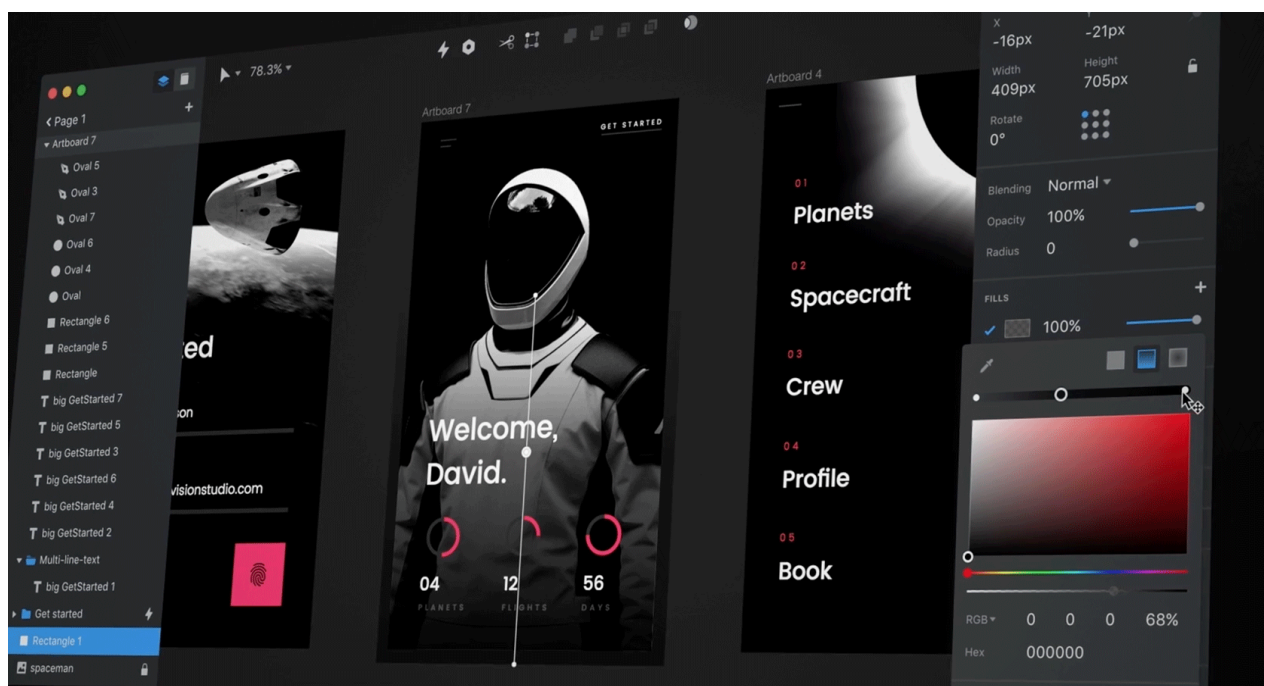 Page 1
Artboard 7
Oval 5
Oval 3
Oval 7
Oval 6
Oval 4
Oval
Rectangle 6
Rectangle 5
Rectangle
big GetStarted 7
big GetStarted 5
big GetStarted 3
big GetStarted 6
big GetStarted 4
big GetStarted 2
Multi-line-text
big GetStarted 1
Get started
Rectangle 1
spaceman
78.3%
ted
son
visionstudio.com
Artboard 7
GET STARTED
Welcome,
David.
04 12 56
PLANETS FLIGHTS DAYS
Artboard 4
01
Planets
02
Spacecraft
03
Crew
04
Profile
05
Book
X
-16px -21px
Width Height
409px 705px
Rotate
0°
Blending Normal
Opacity 100%
Radius 0
FILLS
100%
RGB 0 0 0 68%
Hex 000000